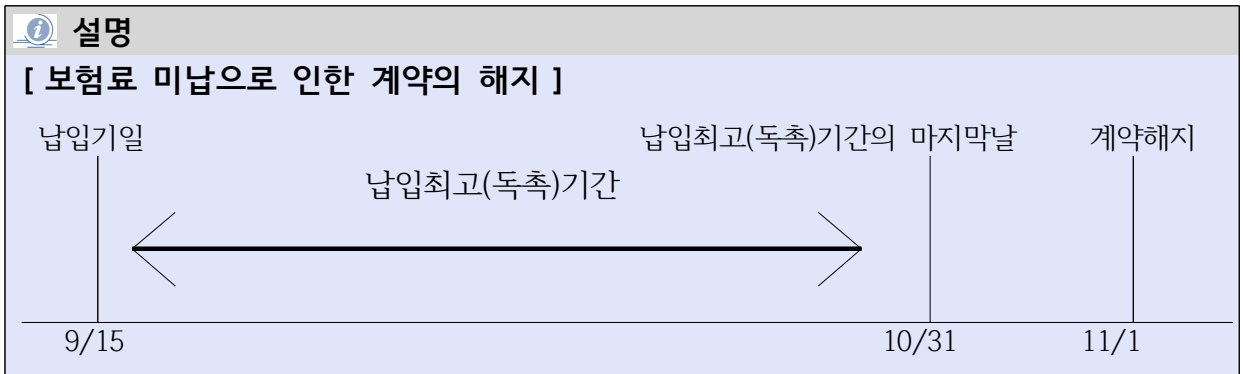 설명
[ 보험료 미납으로 인한 계약의 해지 ]
납입기일 납입최고(독촉)기간의 마지막날 계약해지
납입최고(독촉)기간
9/15 10/31 11/1